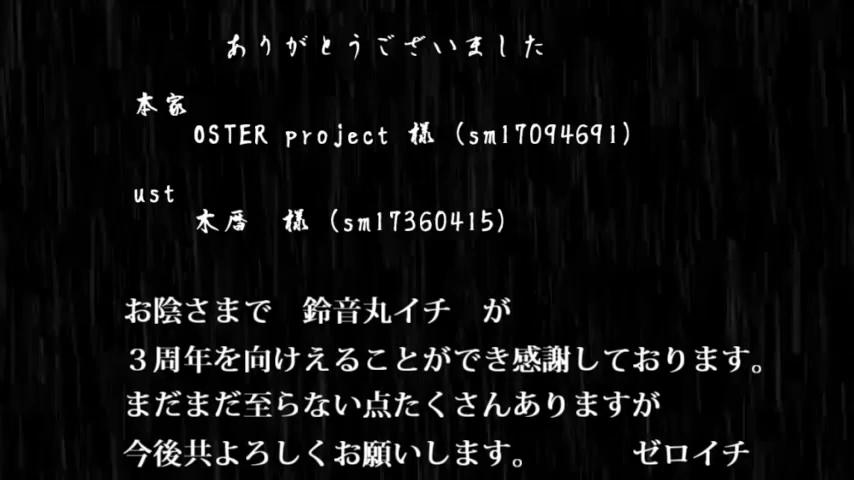 ありがとうございました
本家
OSTER project 様 (sm17094691)
ust
木暦　様 (sm17360415)
お陰さまで　鈴音丸イチ　が
３周年を向けえることができ感謝しております。
まだまだ至らない点たくさんありますが
今後共よろしくお願いします。　ゼロイチ